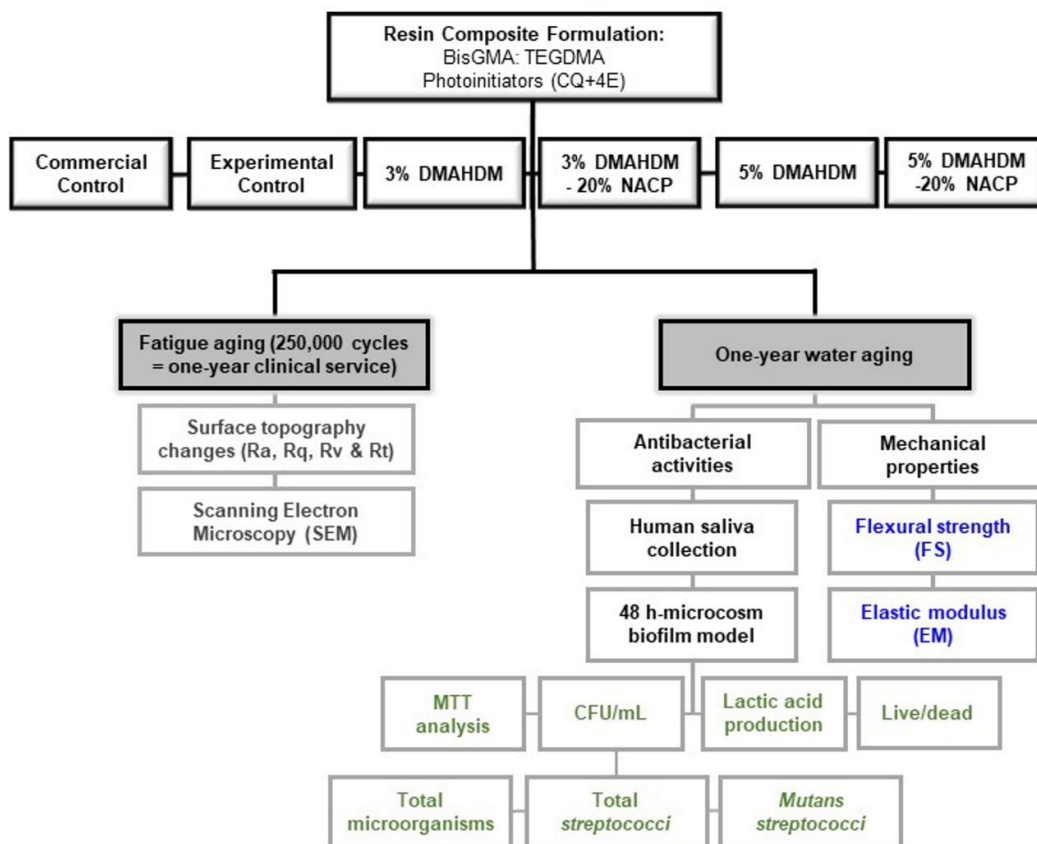 Resin Composite Formulation:
BisGMA: TEGDMA
Photoinitiators (CQ+4E)
Commercial
Control
Experimental
Control
3% DMAHDM
3% DMAHDM
- 20% NACP
5% DMAHDM
5% DMAHDM
-20% NACP
Fatigue aging (250,000 cycles
= one-year clinical service)
One-year water aging
Surface topography
changes (Ra, Rq, Rv & Rt)
Scanning Electron
Microscopy (SEM)
Antibacterial
activities
Mechanical
properties
Human saliva
collection
Flexural strength
(FS)
48 h-microcosm
biofilm model
Elastic modulus
(EM)
MTT
analysis
CFU/mL
Lactic acid
production
Live/dead
Total
microorganisms
Total
streptococci
Mutans
streptococci